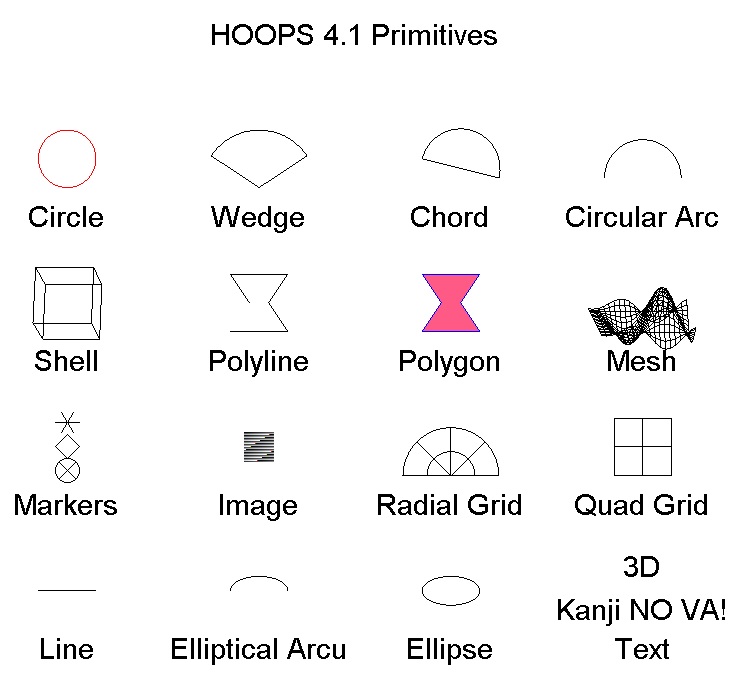 HOOPS 4.1 Primitives
Circle Wedge Chord Circular Arc
Shell Polyline Polygon Mesh
Markers Image Radial Grid Quad Grid
3D
Kanji NO VA!
Line Elliptical Arcu Ellipse Text